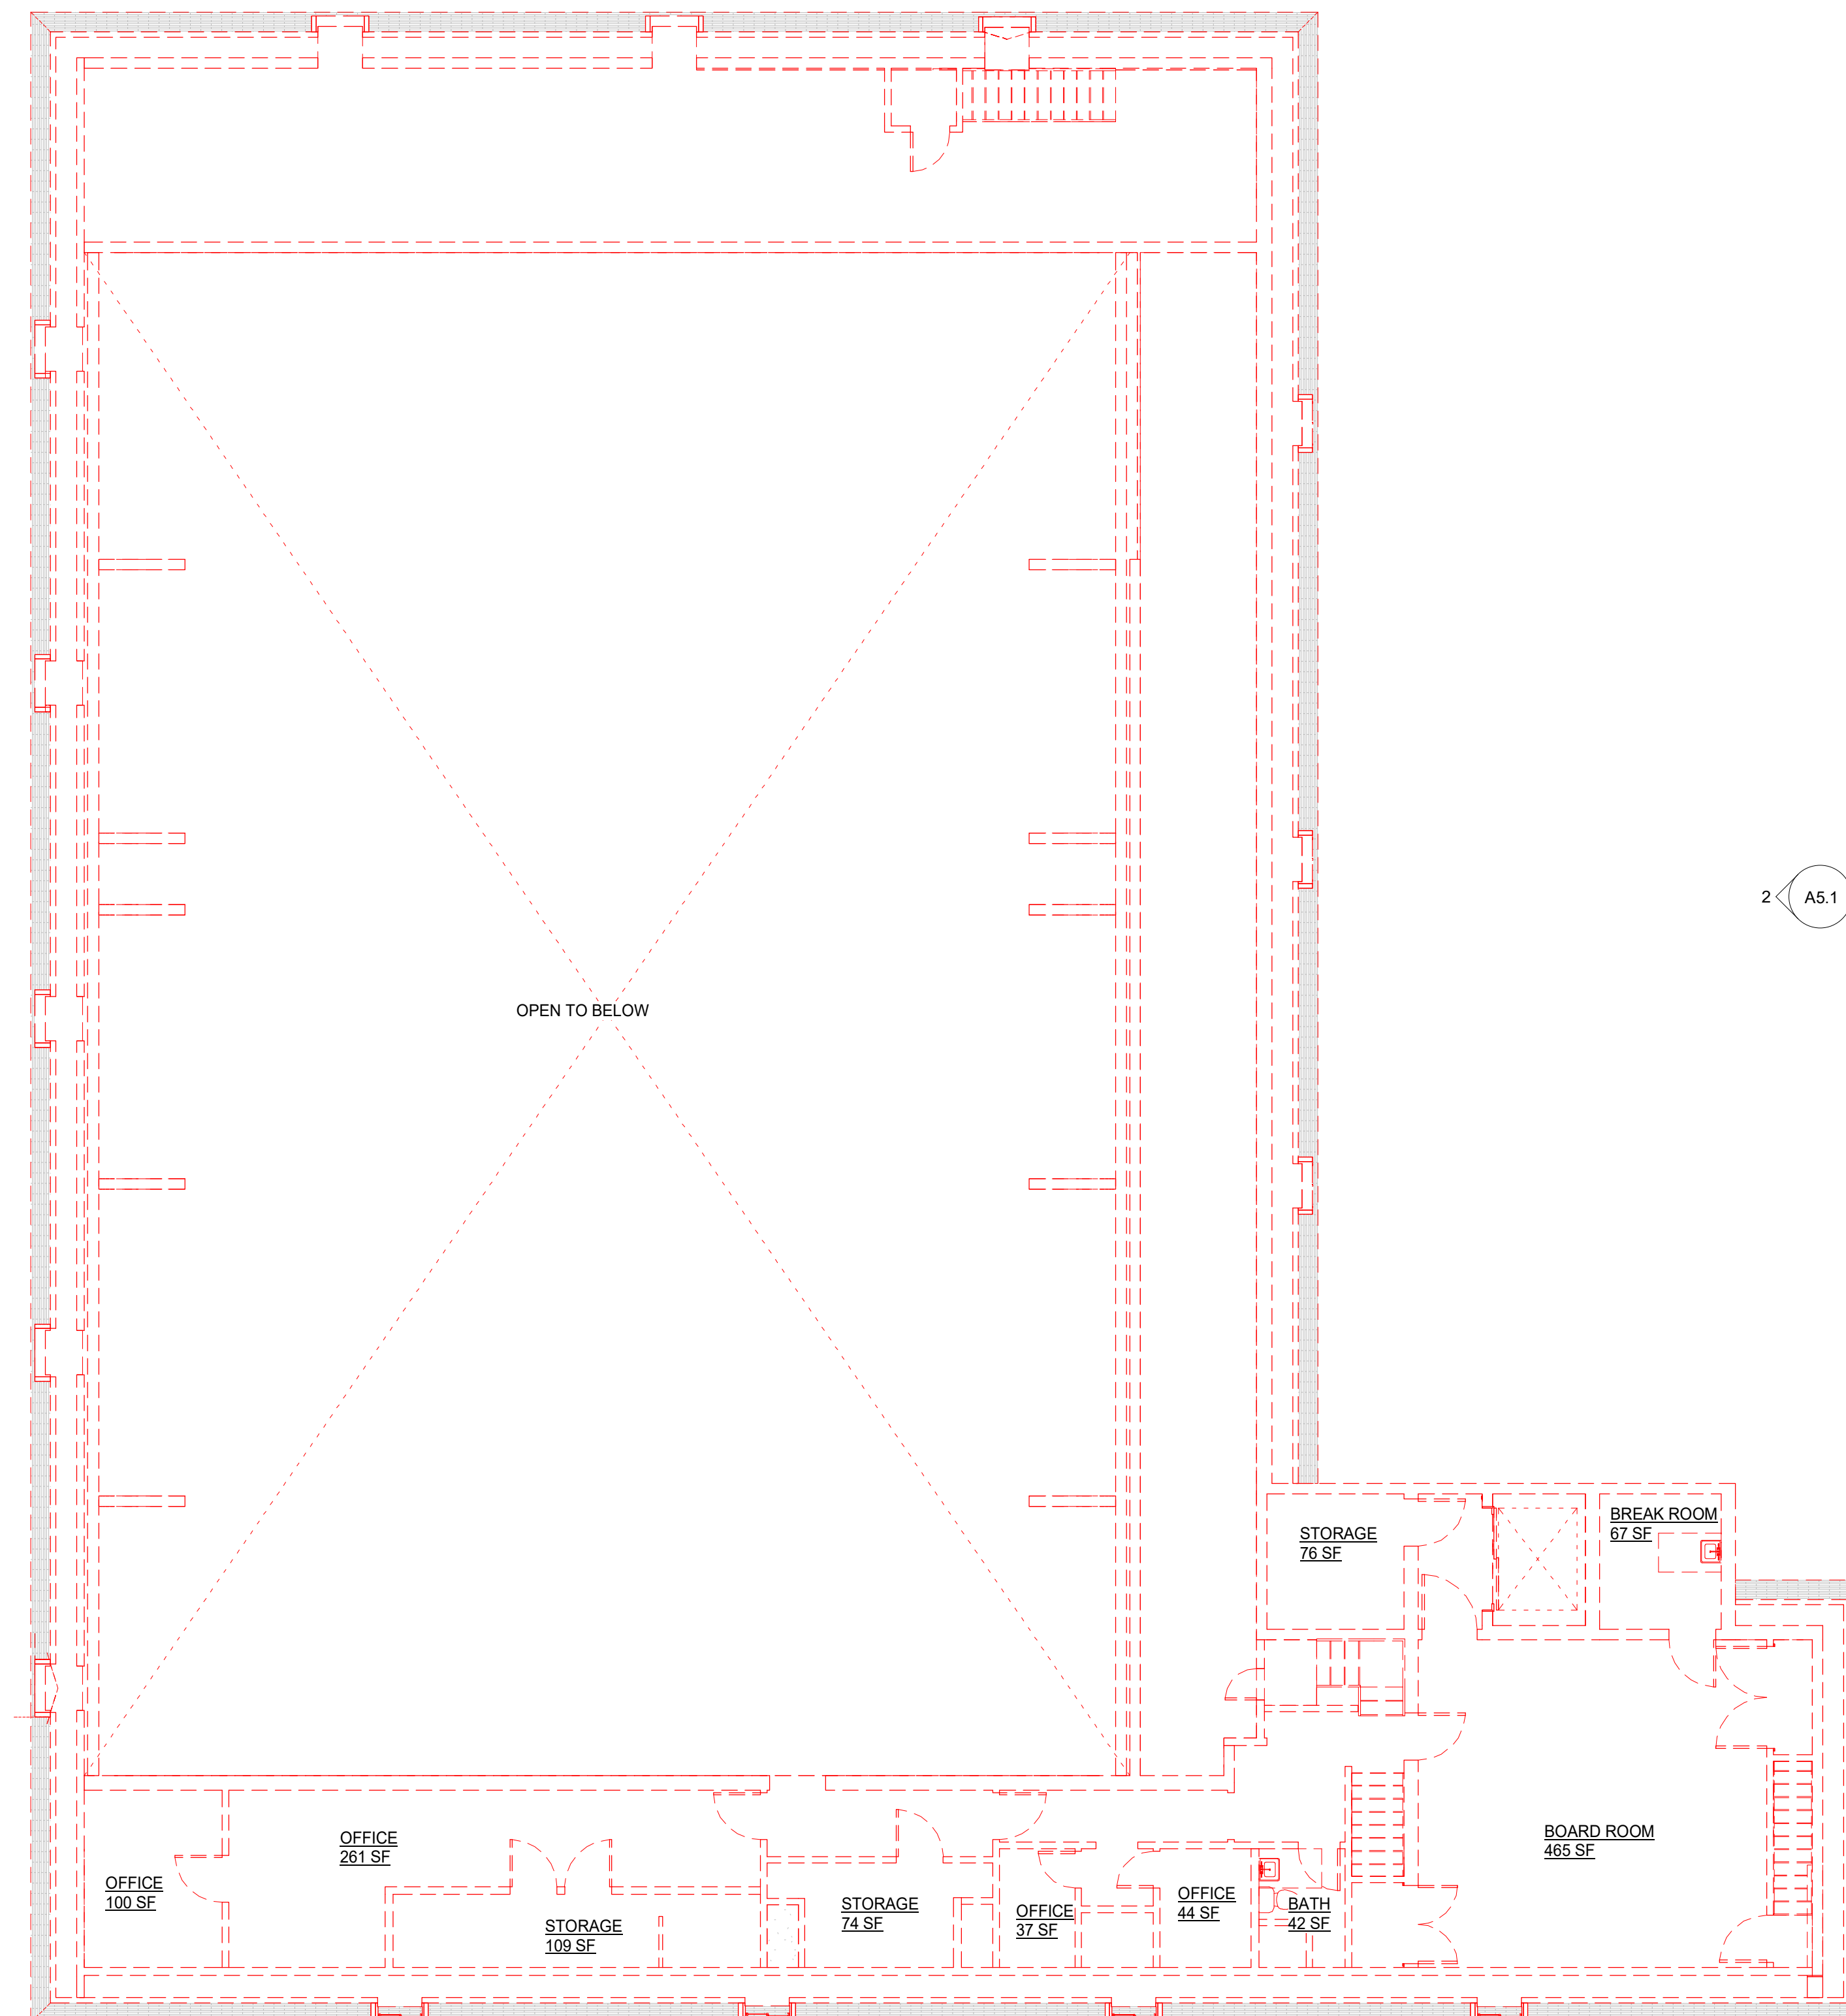 2
A5.1
OPEN TO BELOW
STORAGE
76 SF
BREAK ROOM
67 SF
OFFICE
261 SF
BOARD ROOM
465 SF
OFFICE
100 SF
STORAGE
109 SF
STORAGE
74 SF
OFFICE
37 SF
OFFICE
44 SF
BATH
42 SF